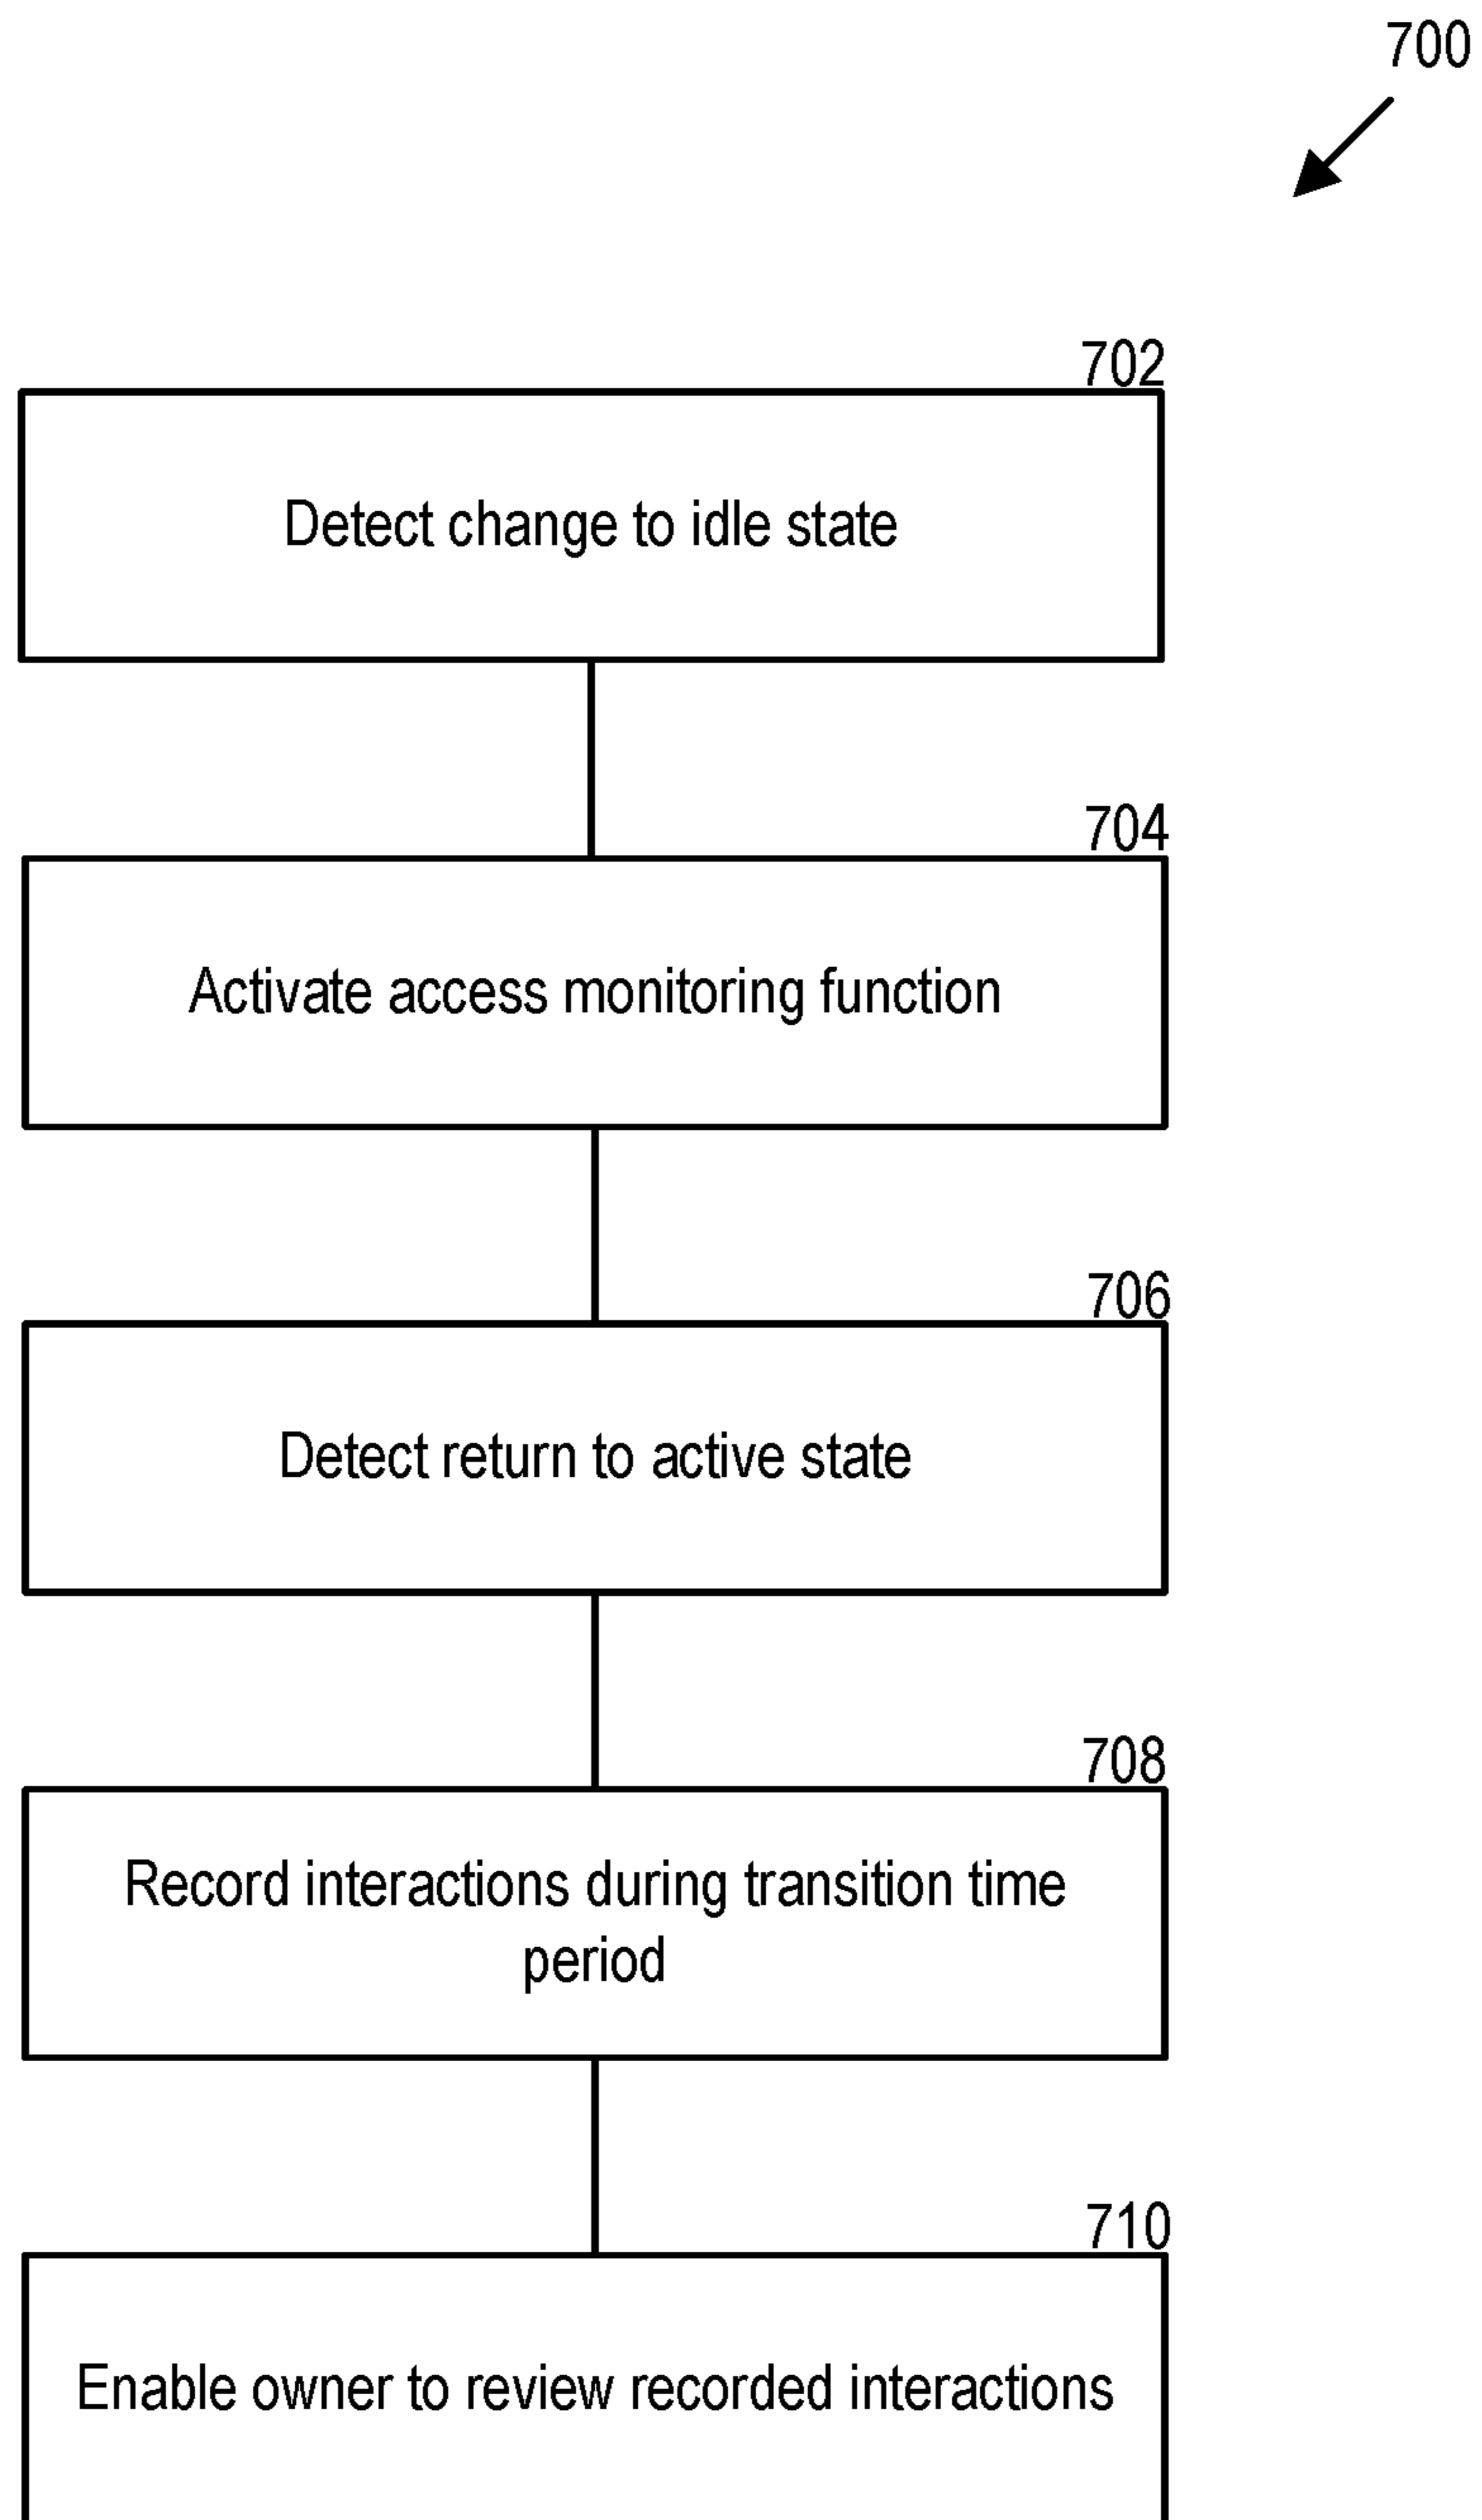 700
702
Detect change to idle state
704
Activate access monitoring function
706
Detect return to active state
708
Record interactions during transition time
period
710
Enable owner to review recorded interactions